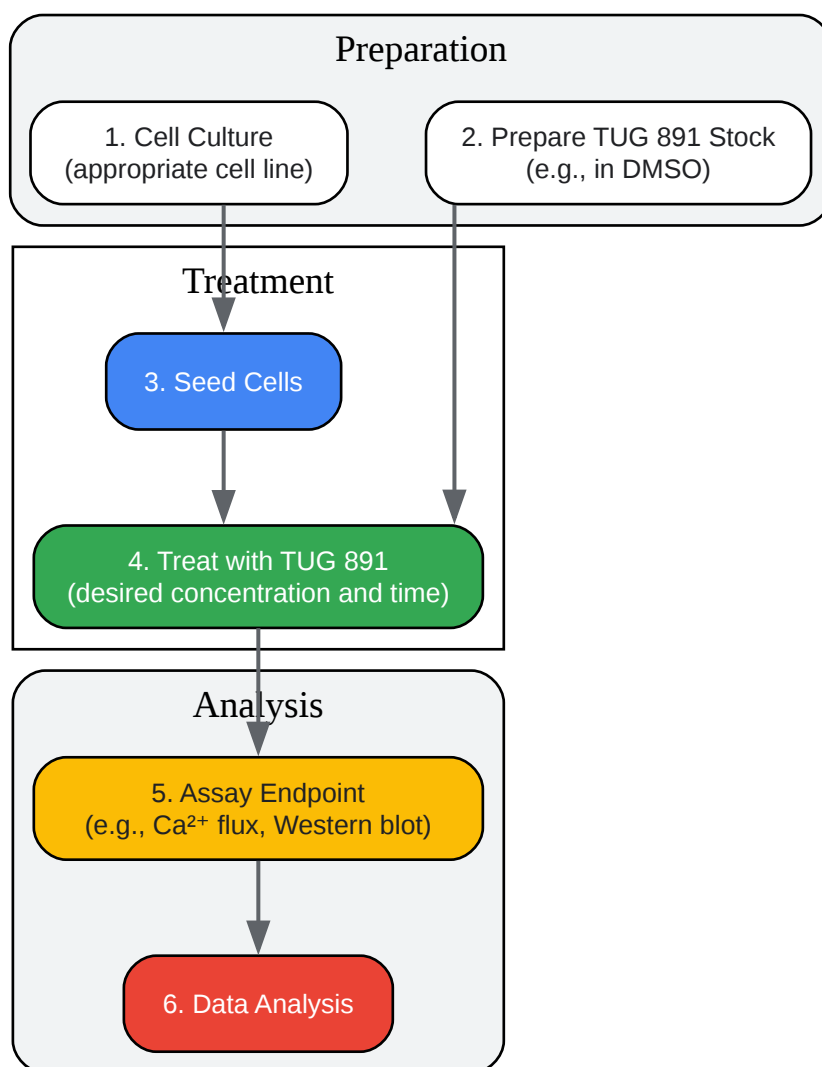 Preparation
1. Cell Culture
(appropriate cell line)
2. Prepare TUG 891 Stock
(e.g., in DMSO)
Treatment
3. Seed Cells
4. Treat with TUG 891
(desired concentration and time)
Analysis
5. Assay Endpoint
(e.g., Ca²⁺ flux, Western blot)
6. Data Analysis